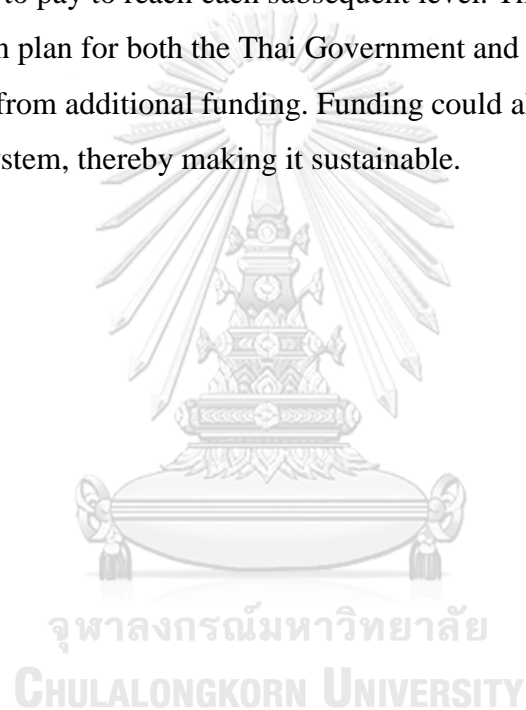 to pay to reach each subsequent level. Th
n plan for both the Thai Government and
from additional funding. Funding could al
ystem, thereby making it sustainable.
จุฬาลงกรณ์มหาวิทยาลัย
CHULALONGKORN UNIVERSITY